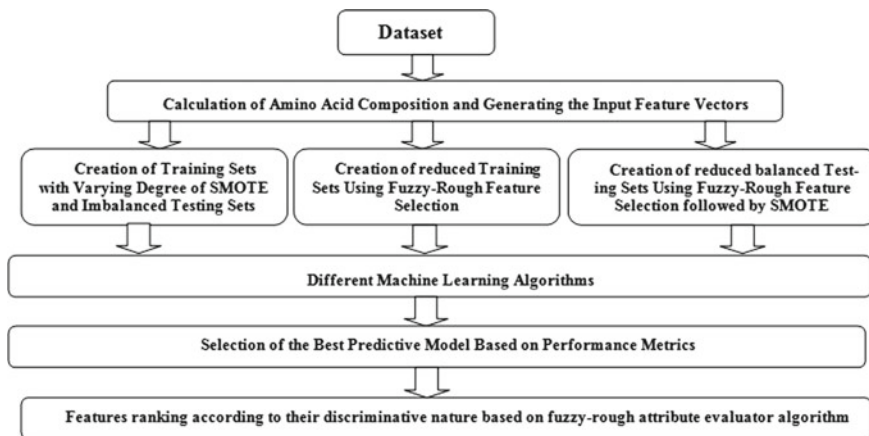 Dataset
Calculation of Amino Acid Composition and Generating the Input Feature Vectors
Creation of Training Sets
with Varying Degree of SMOTE
and Imbalanced Testing Sets
Creation of reduced Training
Sets Using Fuzzy-Rough Feature
Selection
Creation of reduced balanced Test-
ing Sets Using Fuzzy-Rough Feature
Selection followed by SMOTE
Different Machine Learning Algorithms
Selection of the Best Predictive Model Based on Performance Metrics
Features ranking according to their discriminative nature based on fuzzy-rough attribute evaluator algorithm